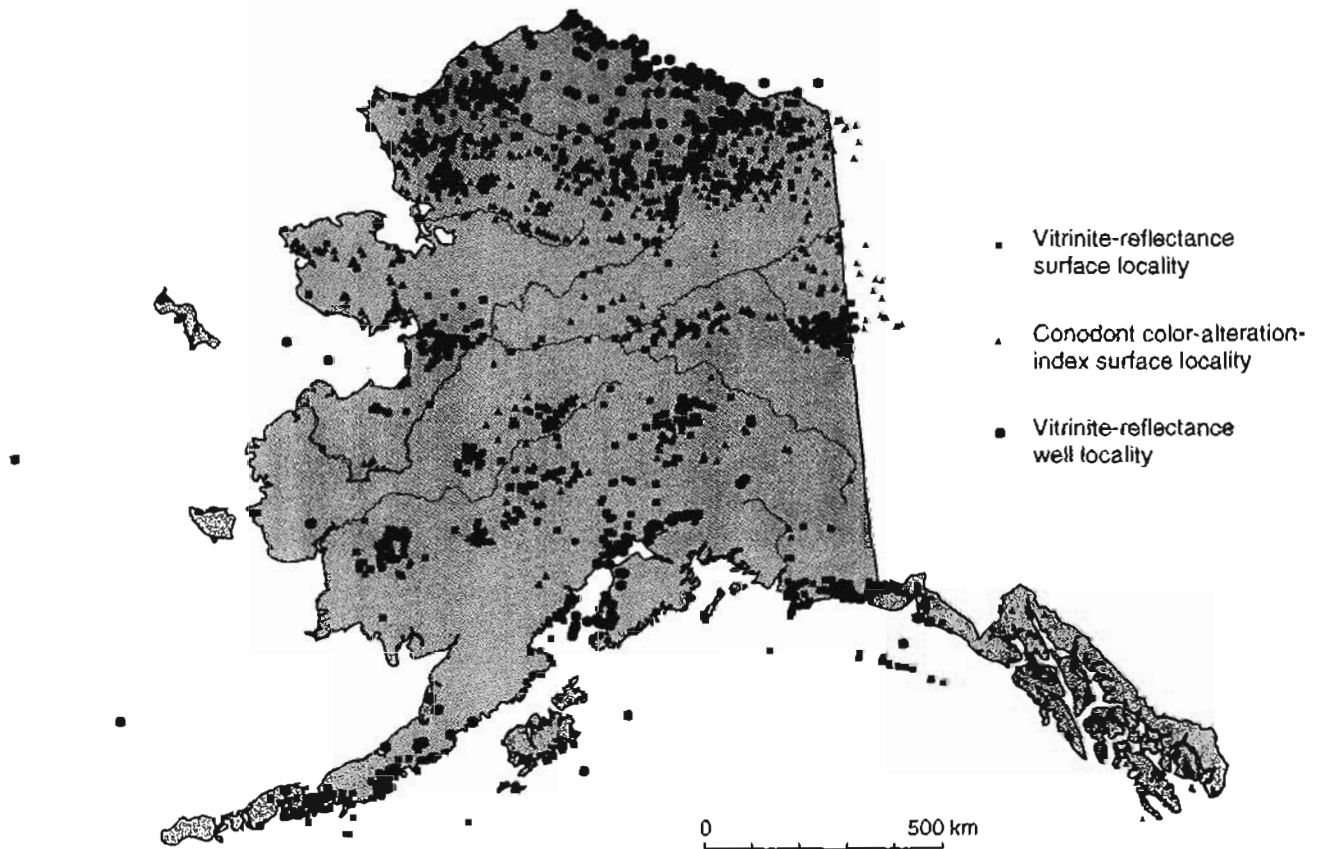 Vitrinite-reflectance
surface locality
Conodont color-alteration-
index surface locality
Vitrinite-reflectance
well locality
0 500 km